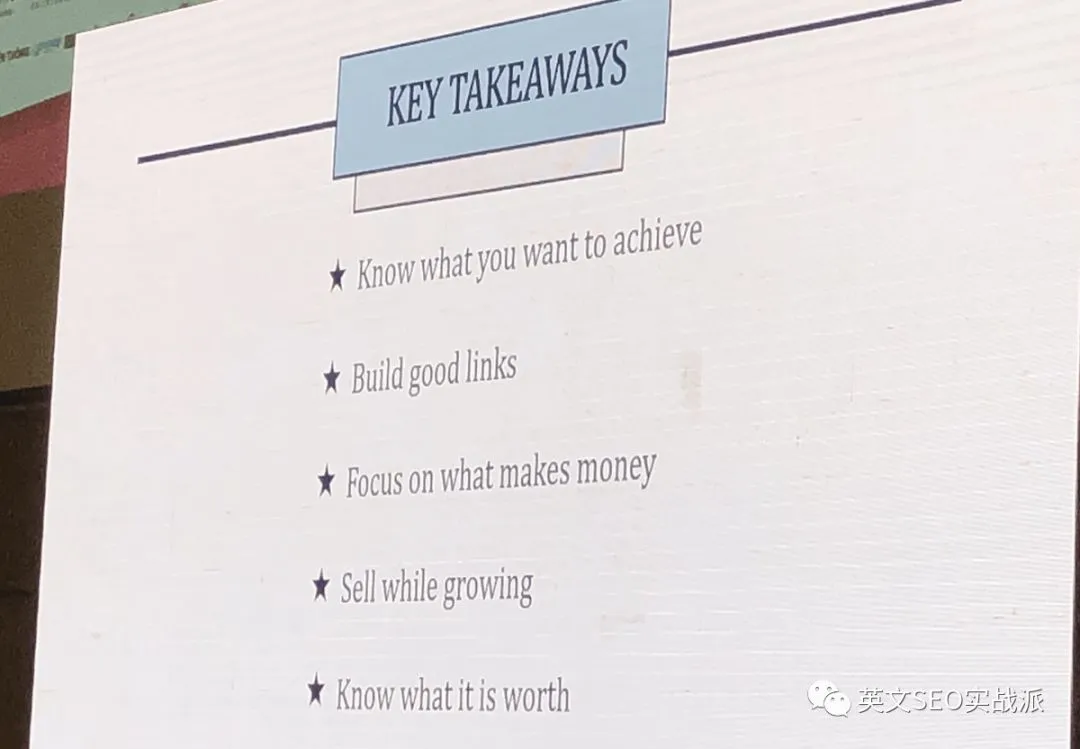 KEY TAKEAWAYS
★ Know what you want to achieve
★ Build good links
★ Focus on what makes money
★ Sell while growing
★ Know what it is worth
英文SEO实战派